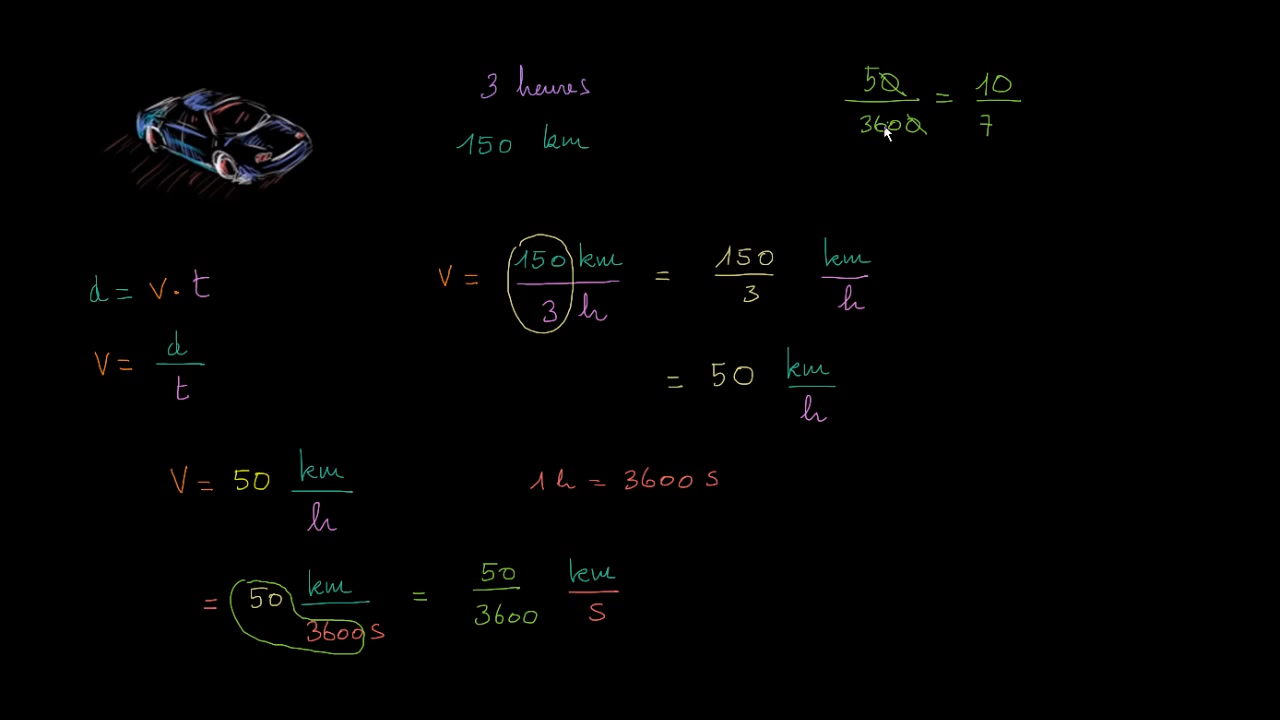 3 heures
150 km
50/3600 = 10/7
d = v · t
v = d/t
v = 150 km / 3 h = 150/3 km/h
= 50 km/h
v = 50 km/h
1 h = 3600 s
= 50 km/3600 s = 50/3600 km/s